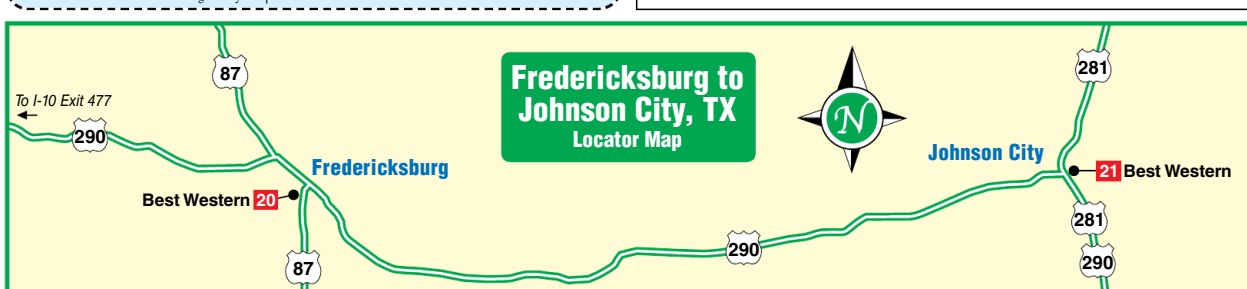 87
281
Fredericksburg to
Johnson City, TX
Locator Map
N
To I-10 Exit 477
290
Fredericksburg
Johnson City
Best Western 20
21 Best Western
281
290
87
290